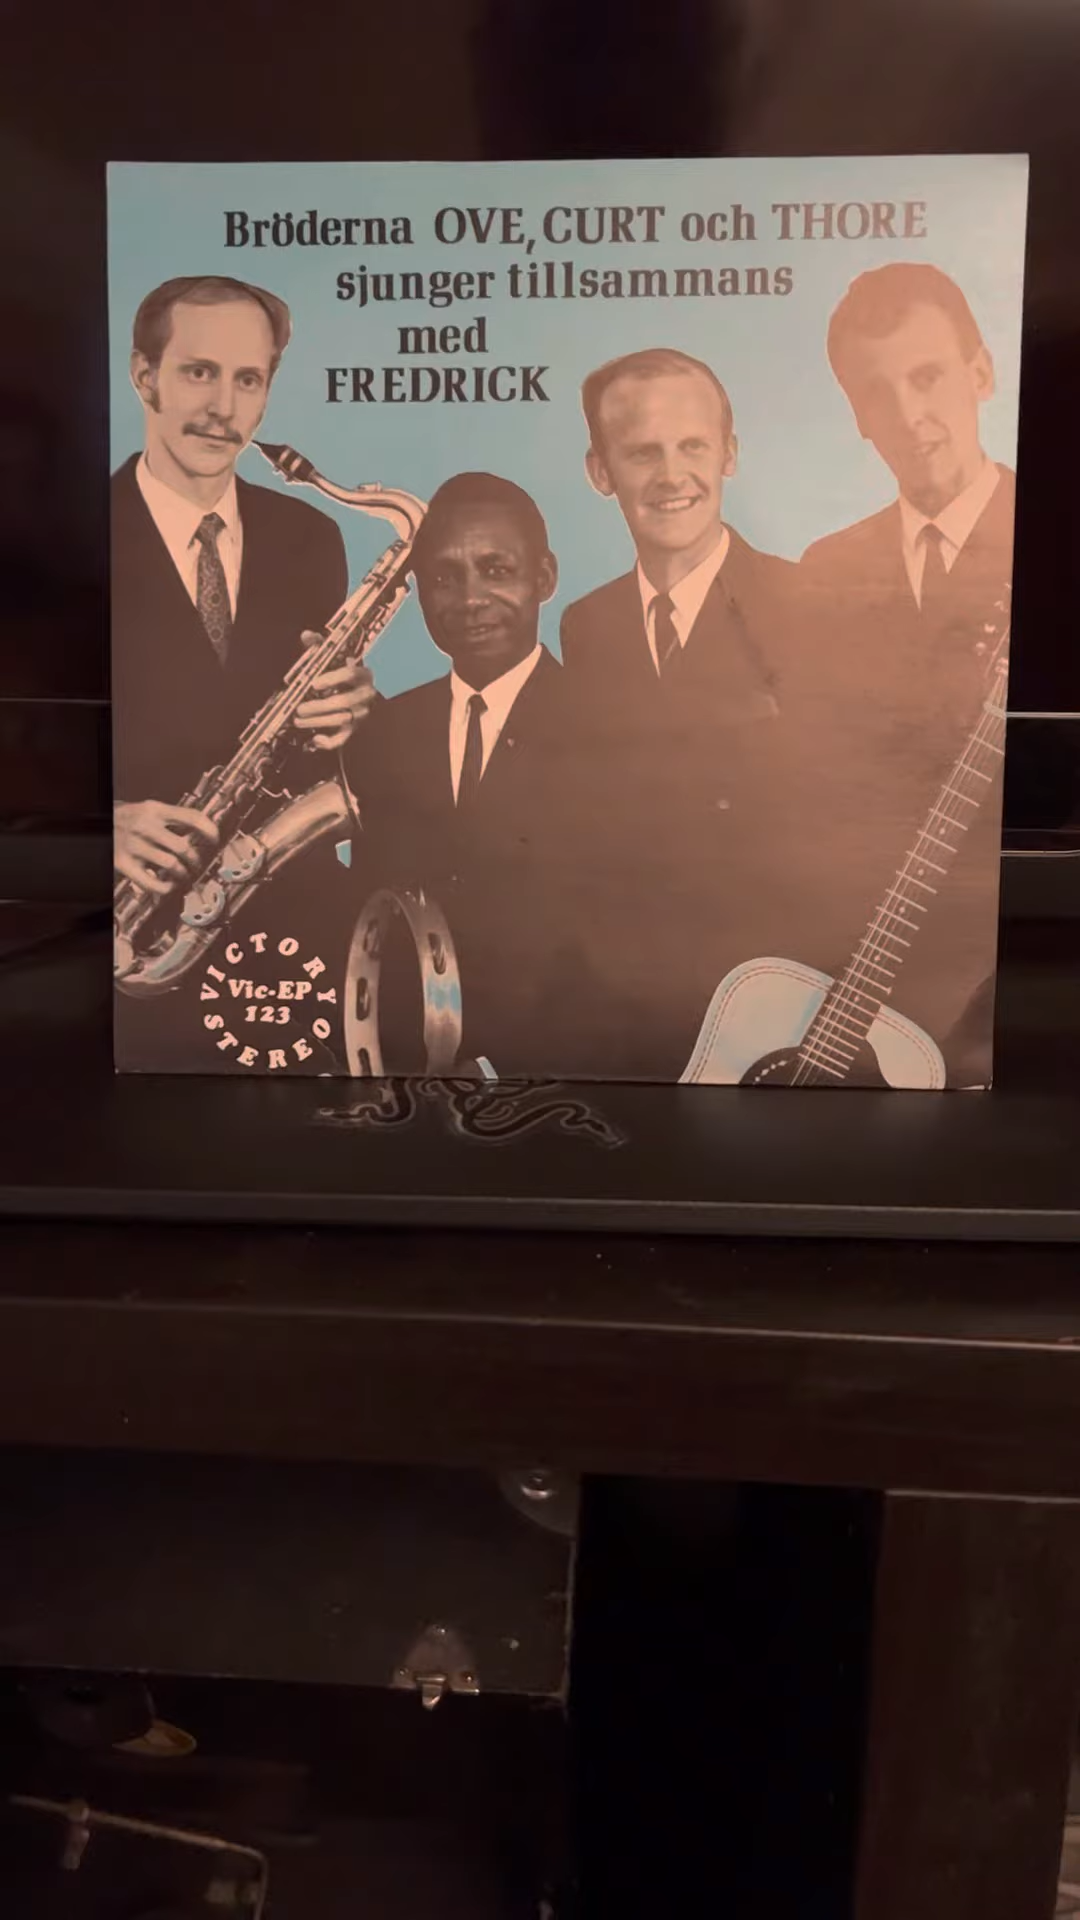 Bröderna OVE, CURT och THORE
sjunger tillsammans
med
FREDRICK
VICTORY
Vic-EP
123
STEREO